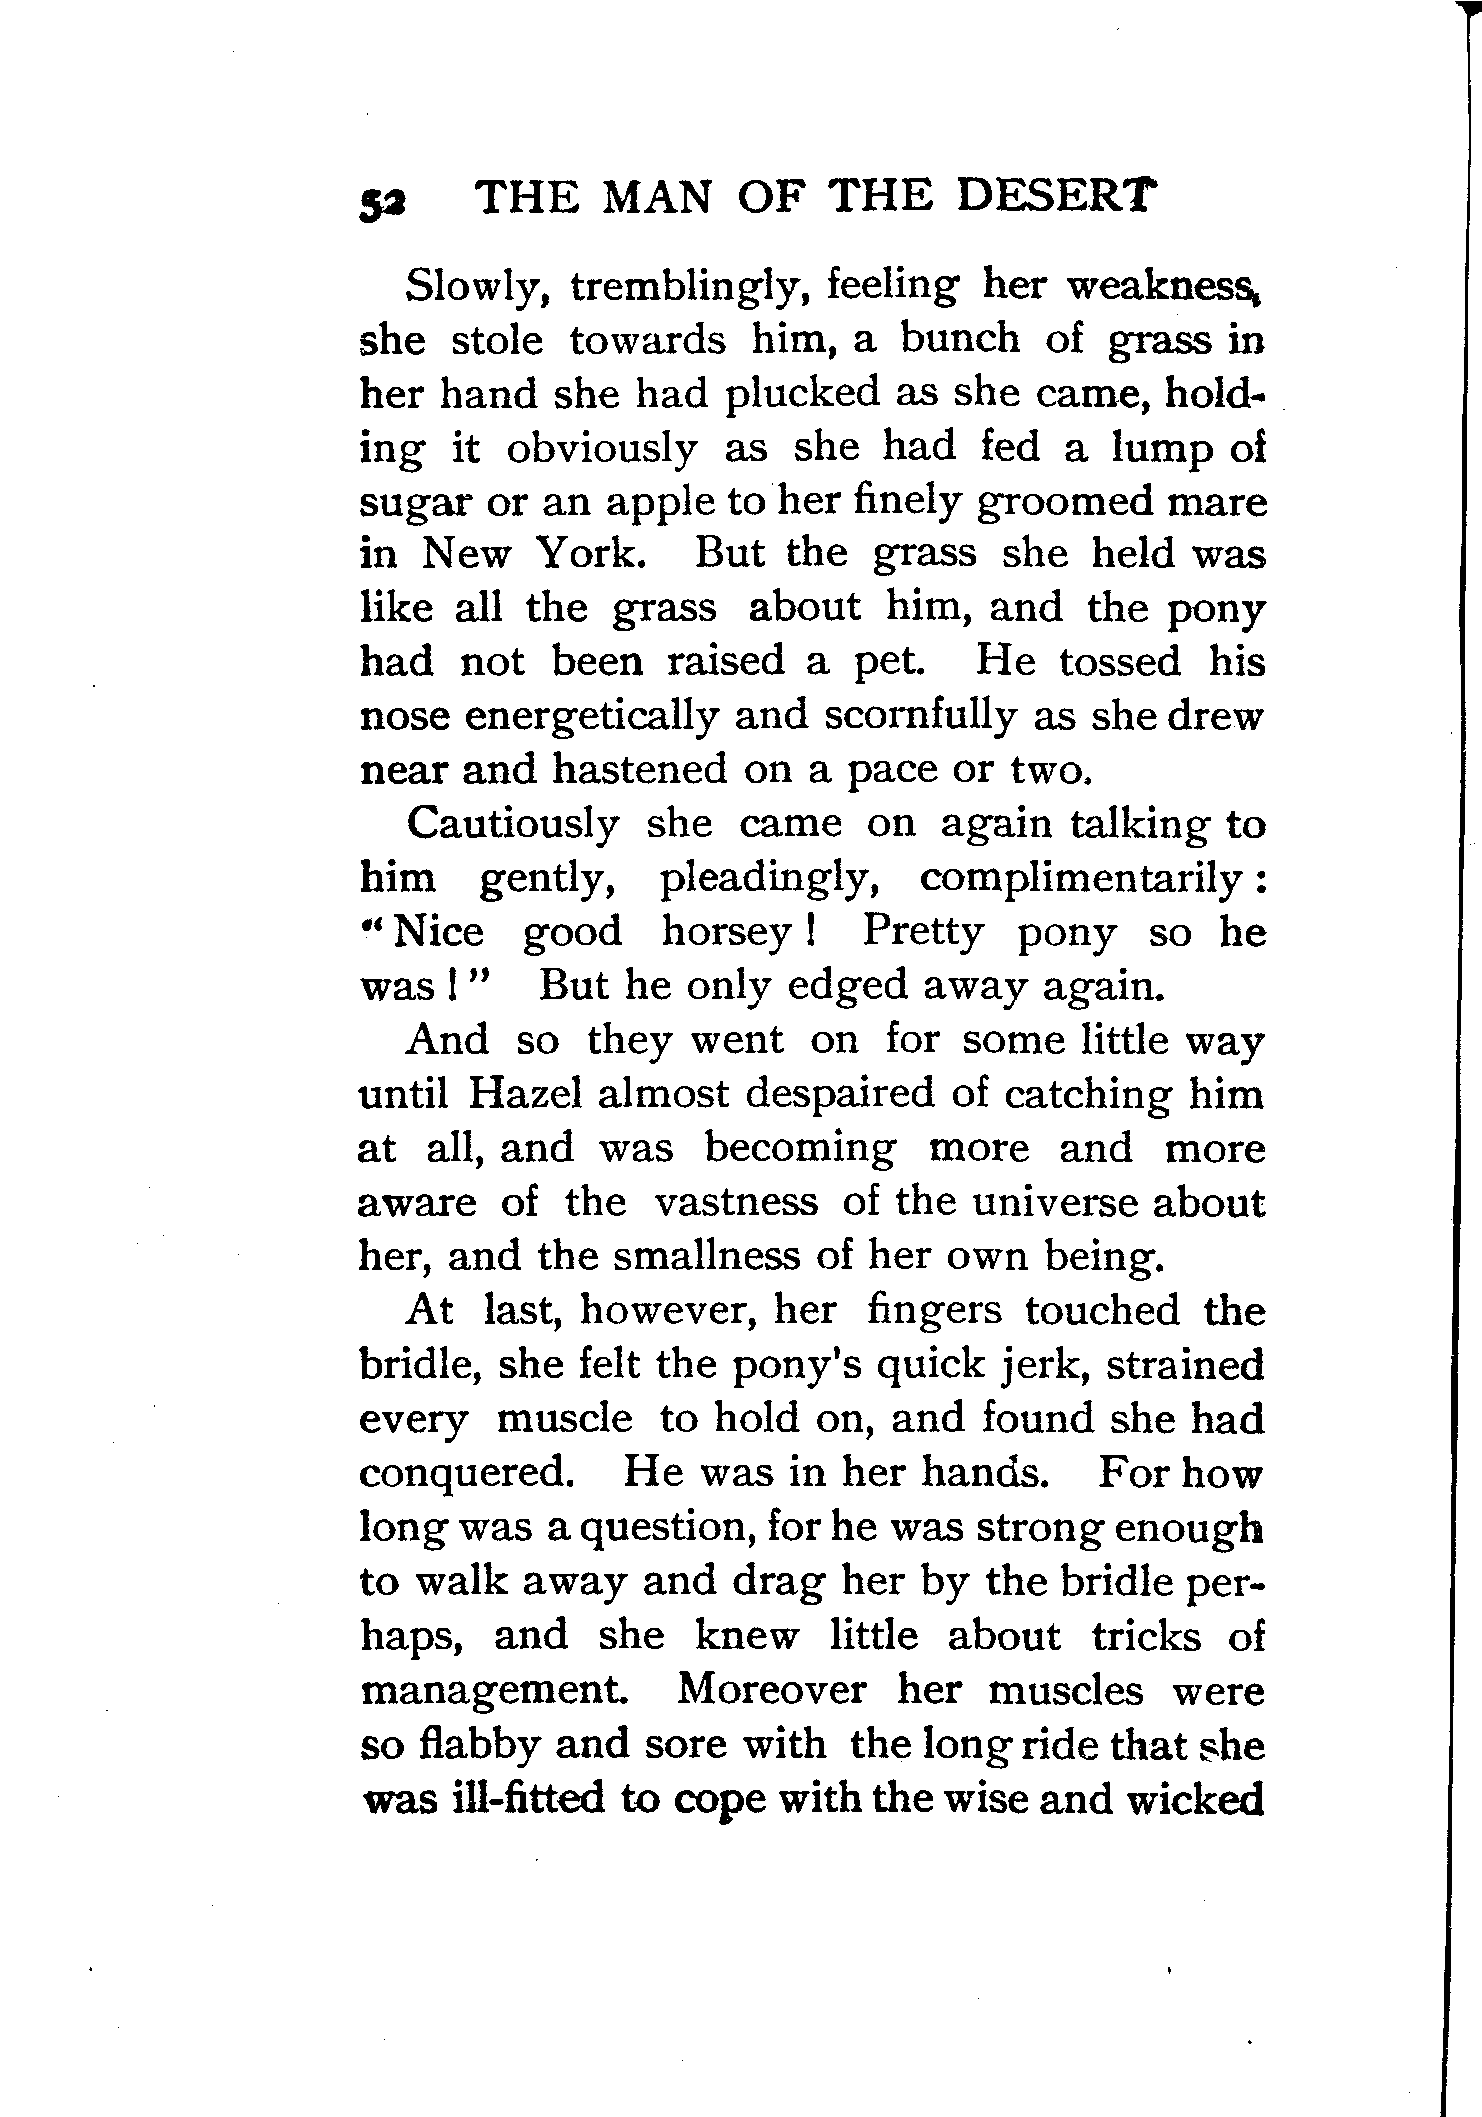 52 THE MAN OF THE DESERT
Slowly, tremblingly, feeling her weakness,
she stole towards him, a bunch of grass in
her hand she had plucked as she came, hold-
ing it obviously as she had fed a lump of
sugar or an apple to her finely groomed mare
in New York. But the grass she held was
like all the grass about him, and the pony
had not been raised a pet. He tossed his
nose energetically and scornfully as she drew
near and hastened on a pace or two.
Cautiously she came on again talking to
him gently, pleadingly, complimentarily :
“ Nice good horsey ! Pretty pony so he
was ! ” But he only edged away again.
And so they went on for some little way
until Hazel almost despaired of catching him
at all, and was becoming more and more
aware of the vastness of the universe about
her, and the smallness of her own being.
At last, however, her fingers touched the
bridle, she felt the pony's quick jerk, strained
every muscle to hold on, and found she had
conquered. He was in her hands. For how
long was a question, for he was strong enough
to walk away and drag her by the bridle per-
haps, and she knew little about tricks of
management. Moreover her muscles were
so flabby and sore with the long ride that she
was ill-fitted to cope with the wise and wicked